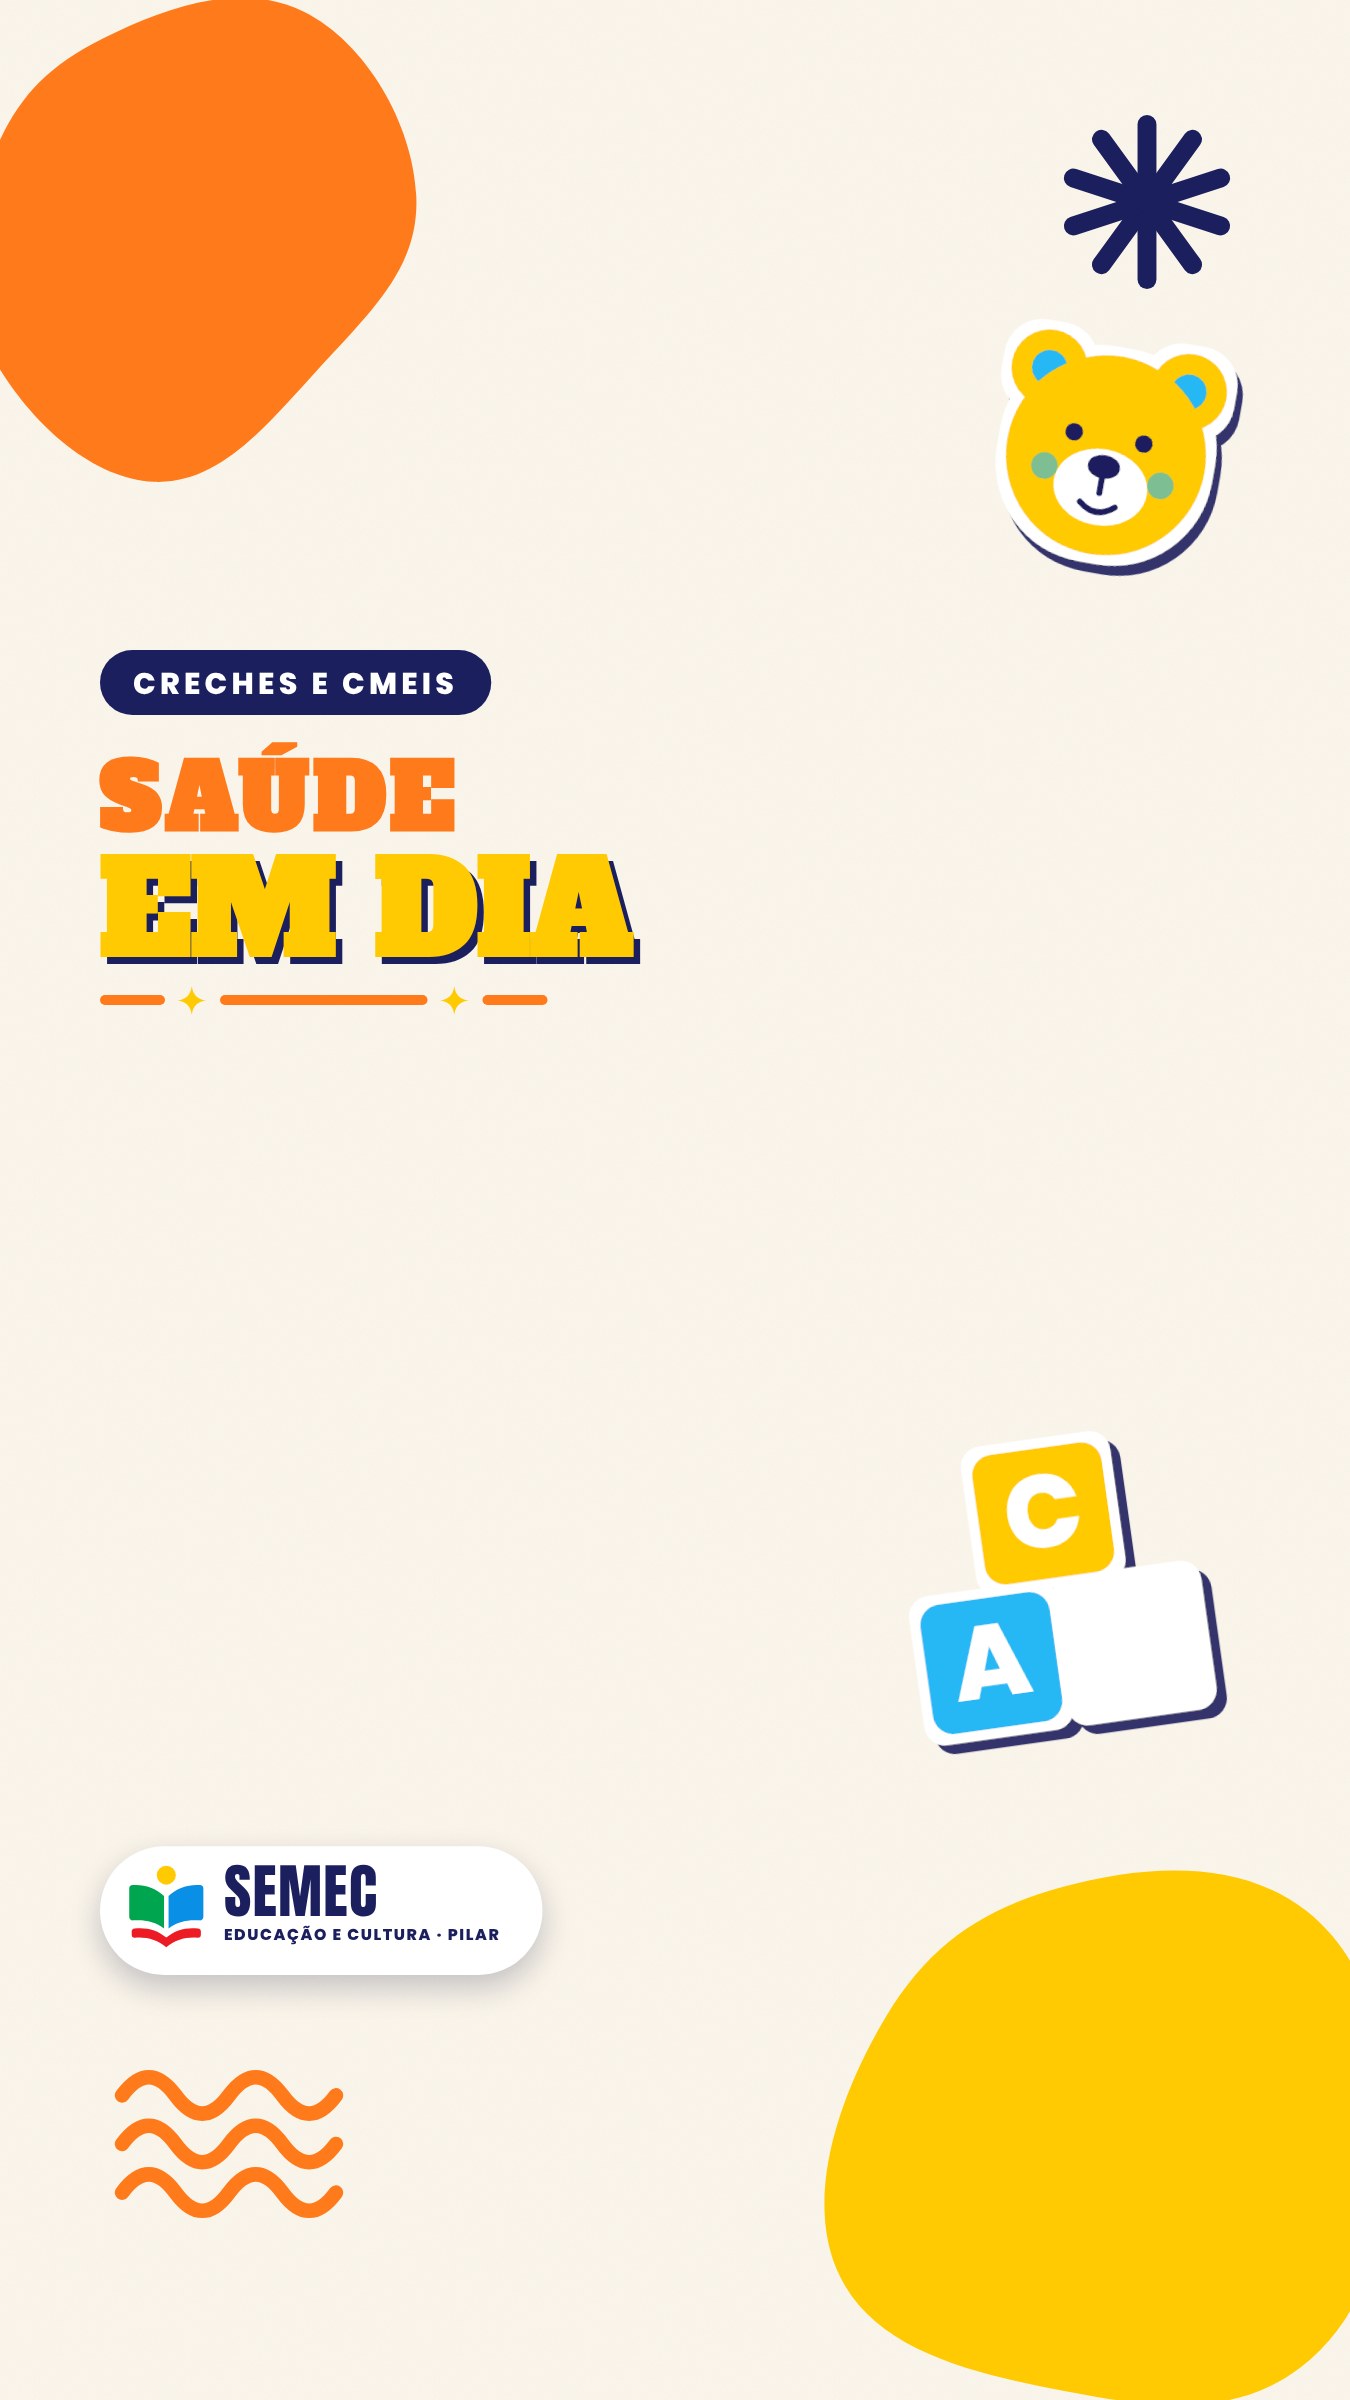 CRECHES E CMEIS
SAÚDE
EM DIA
C
A
SEMEC
EDUCAÇÃO E CULTURA · PILAR